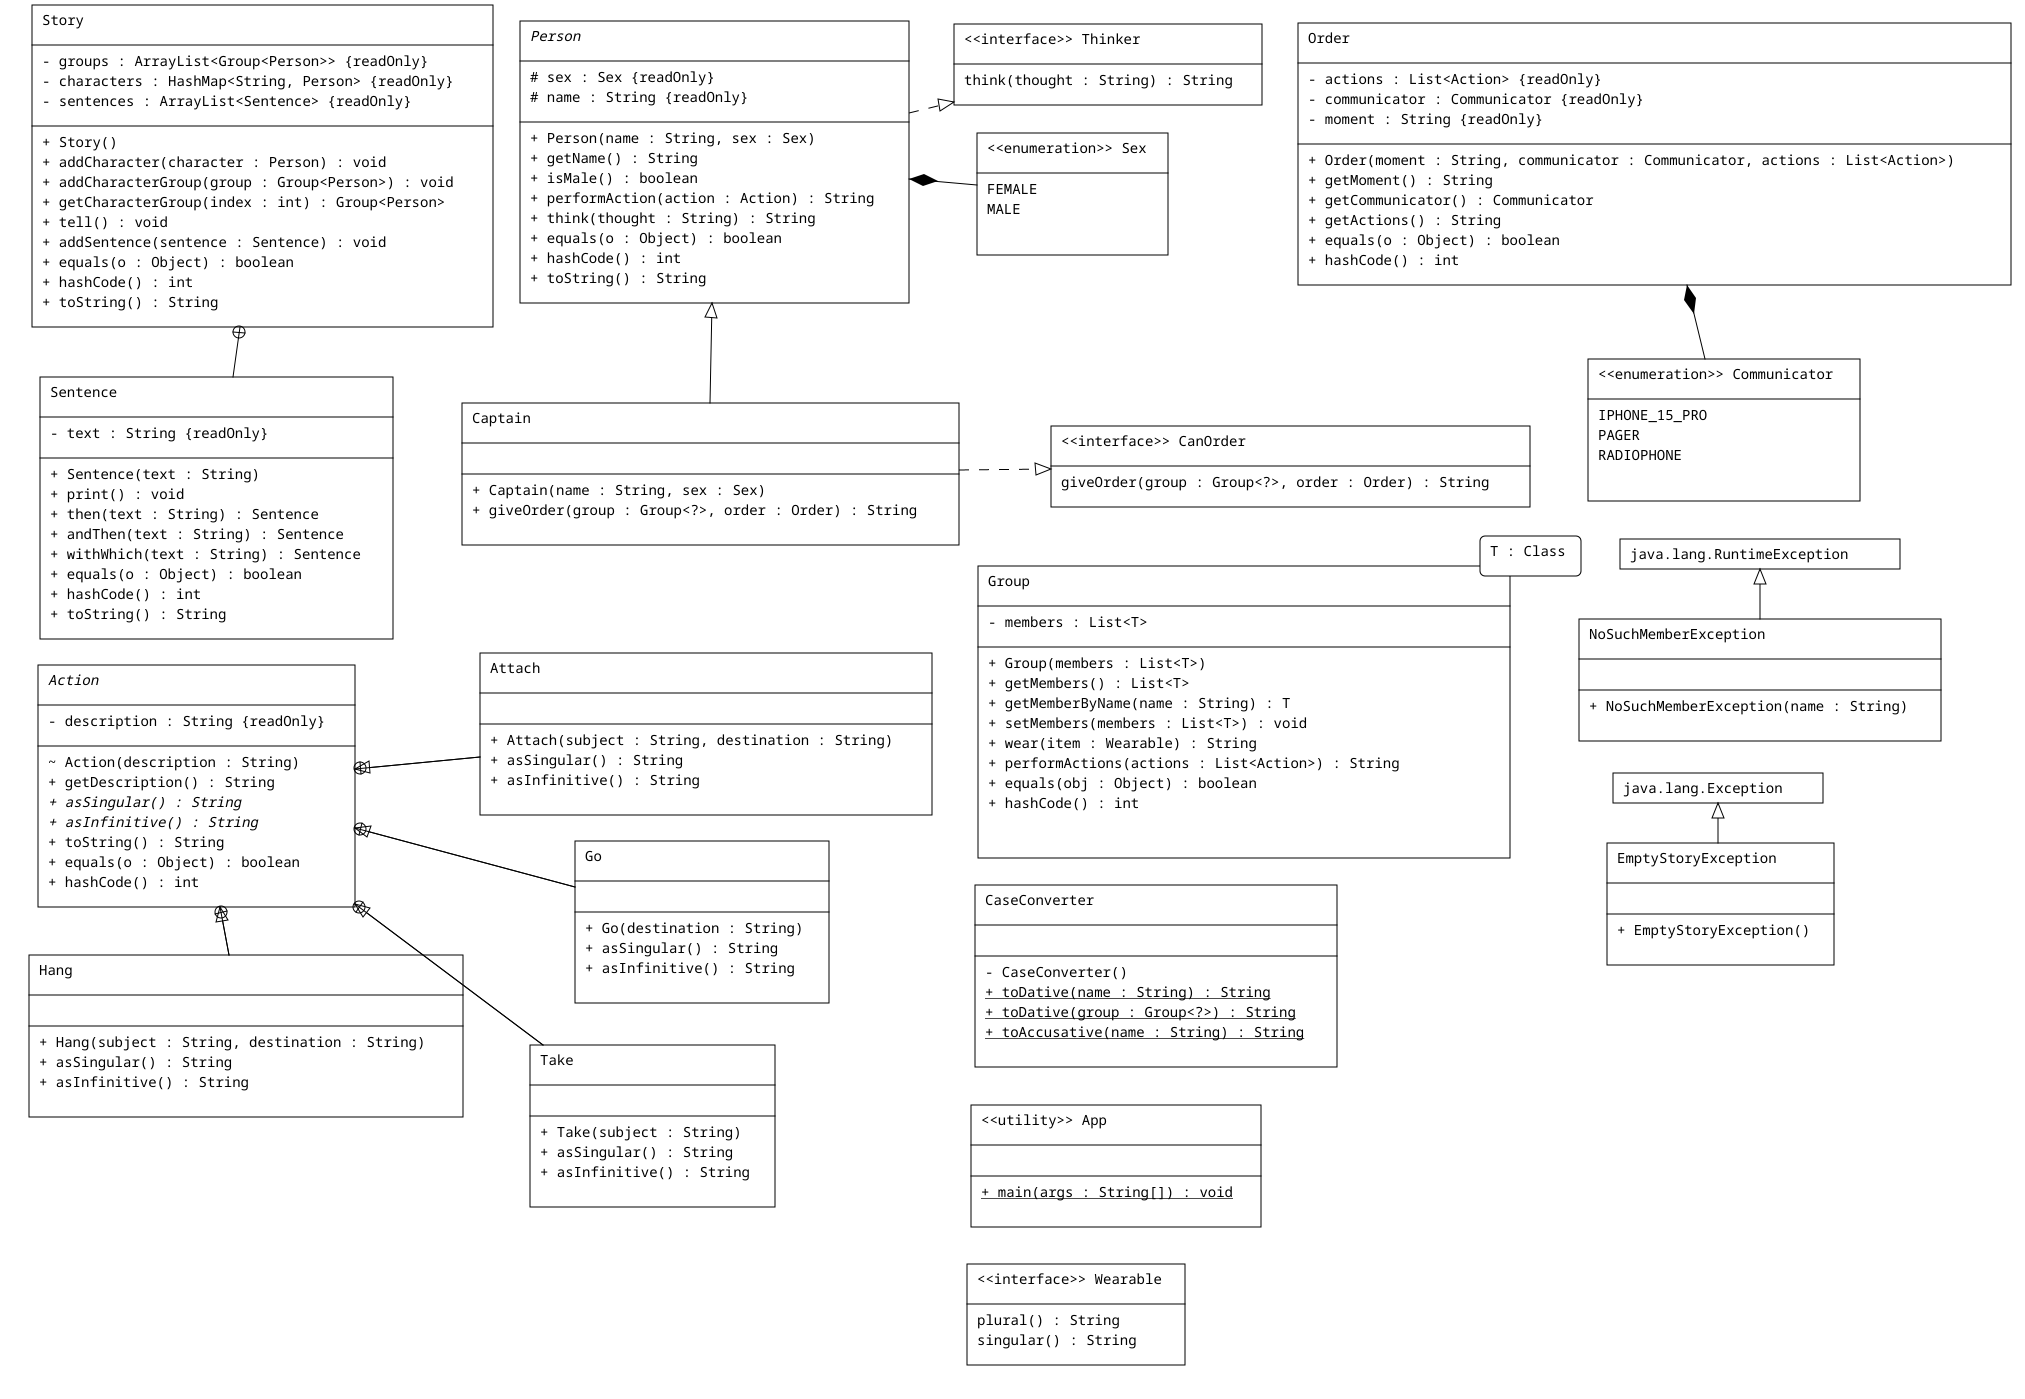 Story
- groups : ArrayList<Group<Person>> {readOnly}
- characters : HashMap<String, Person> {readOnly}
- sentences : ArrayList<Sentence> {readOnly}
+ Story()
+ addCharacter(character : Person) : void
+ addCharacterGroup(group : Group<Person>) : void
+ getCharacterGroup(index : int) : Group<Person>
+ tell() : void
+ addSentence(sentence : Sentence) : void
+ equals(o : Object) : boolean
+ hashCode() : int
+ toString() : String
Person
# sex : Sex {readOnly}
# name : String {readOnly}
+ Person(name : String, sex : Sex)
+ getName() : String
+ isMale() : boolean
+ performAction(action : Action) : String
+ think(thought : String) : String
+ equals(o : Object) : boolean
+ hashCode() : int
+ toString() : String
<<interface>> Thinker
think(thought : String) : String
<<enumeration>> Sex
FEMALE
MALE
Order
- actions : List<Action> {readOnly}
- communicator : Communicator {readOnly}
- moment : String {readOnly}
+ Order(moment : String, communicator : Communicator, actions : List<Action>)
+ getMoment() : String
+ getCommunicator() : Communicator
+ getActions() : String
+ equals(o : Object) : boolean
+ hashCode() : int
Sentence
- text : String {readOnly}
+ Sentence(text : String)
+ print() : void
+ then(text : String) : Sentence
+ andThen(text : String) : Sentence
+ withWhich(text : String) : Sentence
+ equals(o : Object) : boolean
+ hashCode() : int
+ toString() : String
Captain
+ Captain(name : String, sex : Sex)
+ giveOrder(group : Group<?>, order : Order) : String
<<interface>> CanOrder
giveOrder(group : Group<?>, order : Order) : String
<<enumeration>> Communicator
IPHONE_15_PRO
PAGER
RADIOPHONE
T : Class
Group
- members : List<T>
+ Group(members : List<T>)
+ getMembers() : List<T>
+ getMemberByName(name : String) : T
+ setMembers(members : List<T>) : void
+ wear(item : Wearable) : String
+ performActions(actions : List<Action>) : String
+ equals(obj : Object) : boolean
+ hashCode() : int
java.lang.RuntimeException
NoSuchMemberException
+ NoSuchMemberException(name : String)
Action
- description : String {readOnly}
~ Action(description : String)
+ getDescription() : String
+ asSingular() : String
+ asInfinitive() : String
+ toString() : String
+ equals(o : Object) : boolean
+ hashCode() : int
Attach
+ Attach(subject : String, destination : String)
+ asSingular() : String
+ asInfinitive() : String
java.lang.Exception
EmptyStoryException
+ EmptyStoryException()
Go
+ Go(destination : String)
+ asSingular() : String
+ asInfinitive() : String
CaseConverter
- CaseConverter()
+ toDative(name : String) : String
+ toDative(group : Group<?>) : String
+ toAccusative(name : String) : String
Hang
+ Hang(subject : String, destination : String)
+ asSingular() : String
+ asInfinitive() : String
Take
+ Take(subject : String)
+ asSingular() : String
+ asInfinitive() : String
<<utility>> App
+ main(args : String[]) : void
<<interface>> Wearable
plural() : String
singular() : String